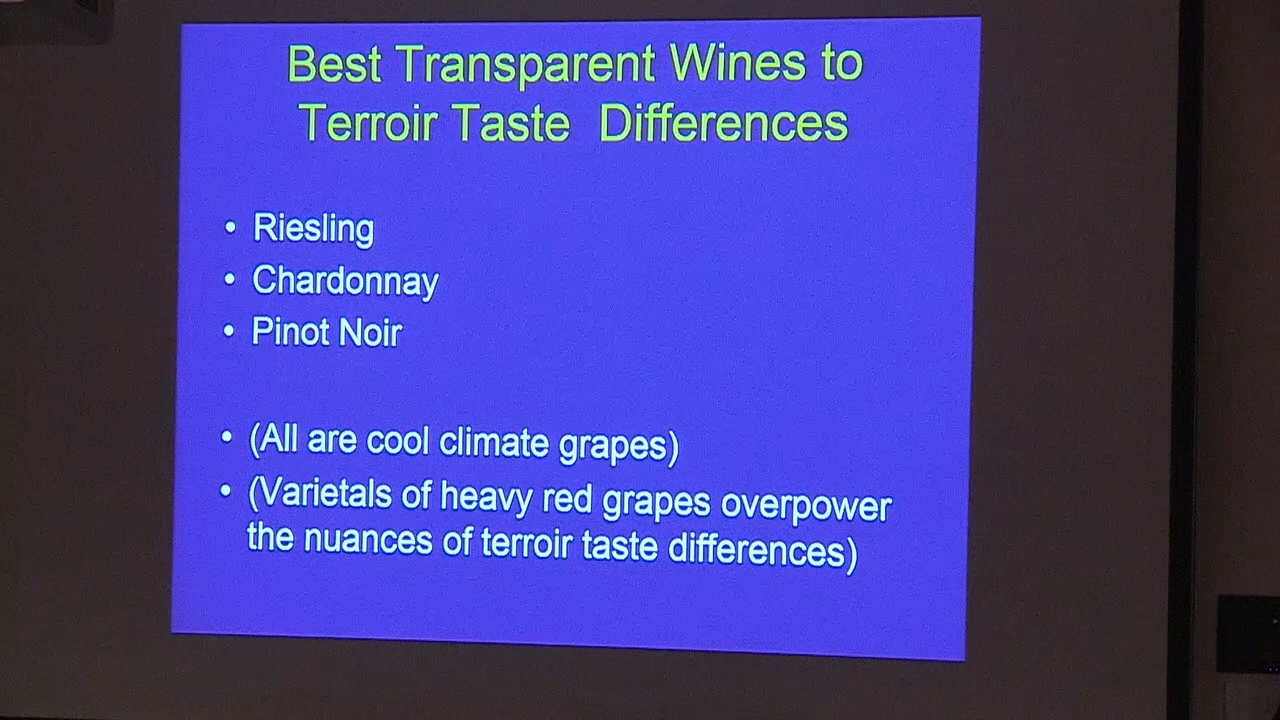 Best Transparent Wines to
Terroir Taste Differences
• Riesling
• Chardonnay
• Pinot Noir
• (All are cool climate grapes)
• (Varietals of heavy red grapes overpower
the nuances of terroir taste differences)